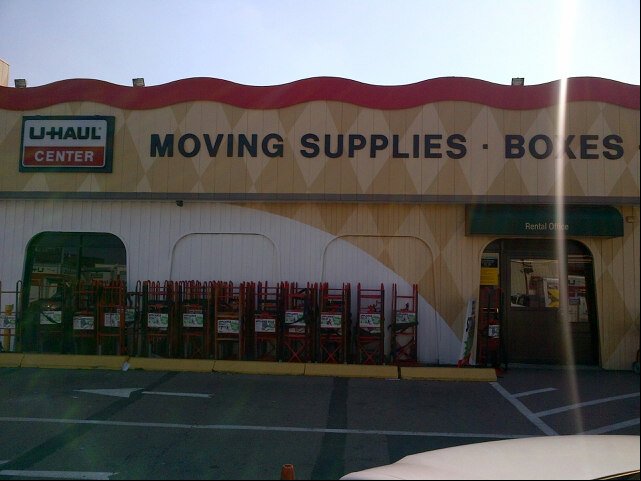 U-HAUL
CENTER
MOVING SUPPLIES · BOXES ·
Rental Office